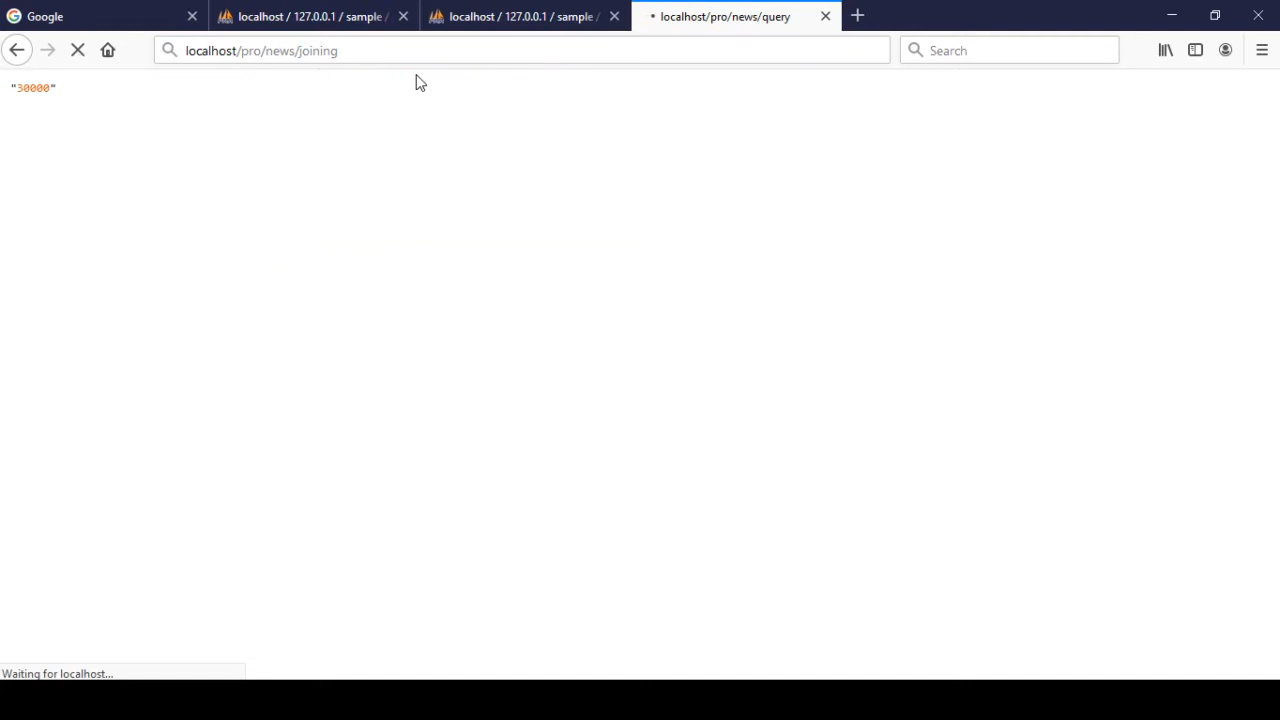 Google
localhost / 127.0.0.1 / sample /
localhost / 127.0.0.1 / sample /
localhost/pro/news/query
localhost/pro/news/joining
Search
"30000"
Waiting for localhost...